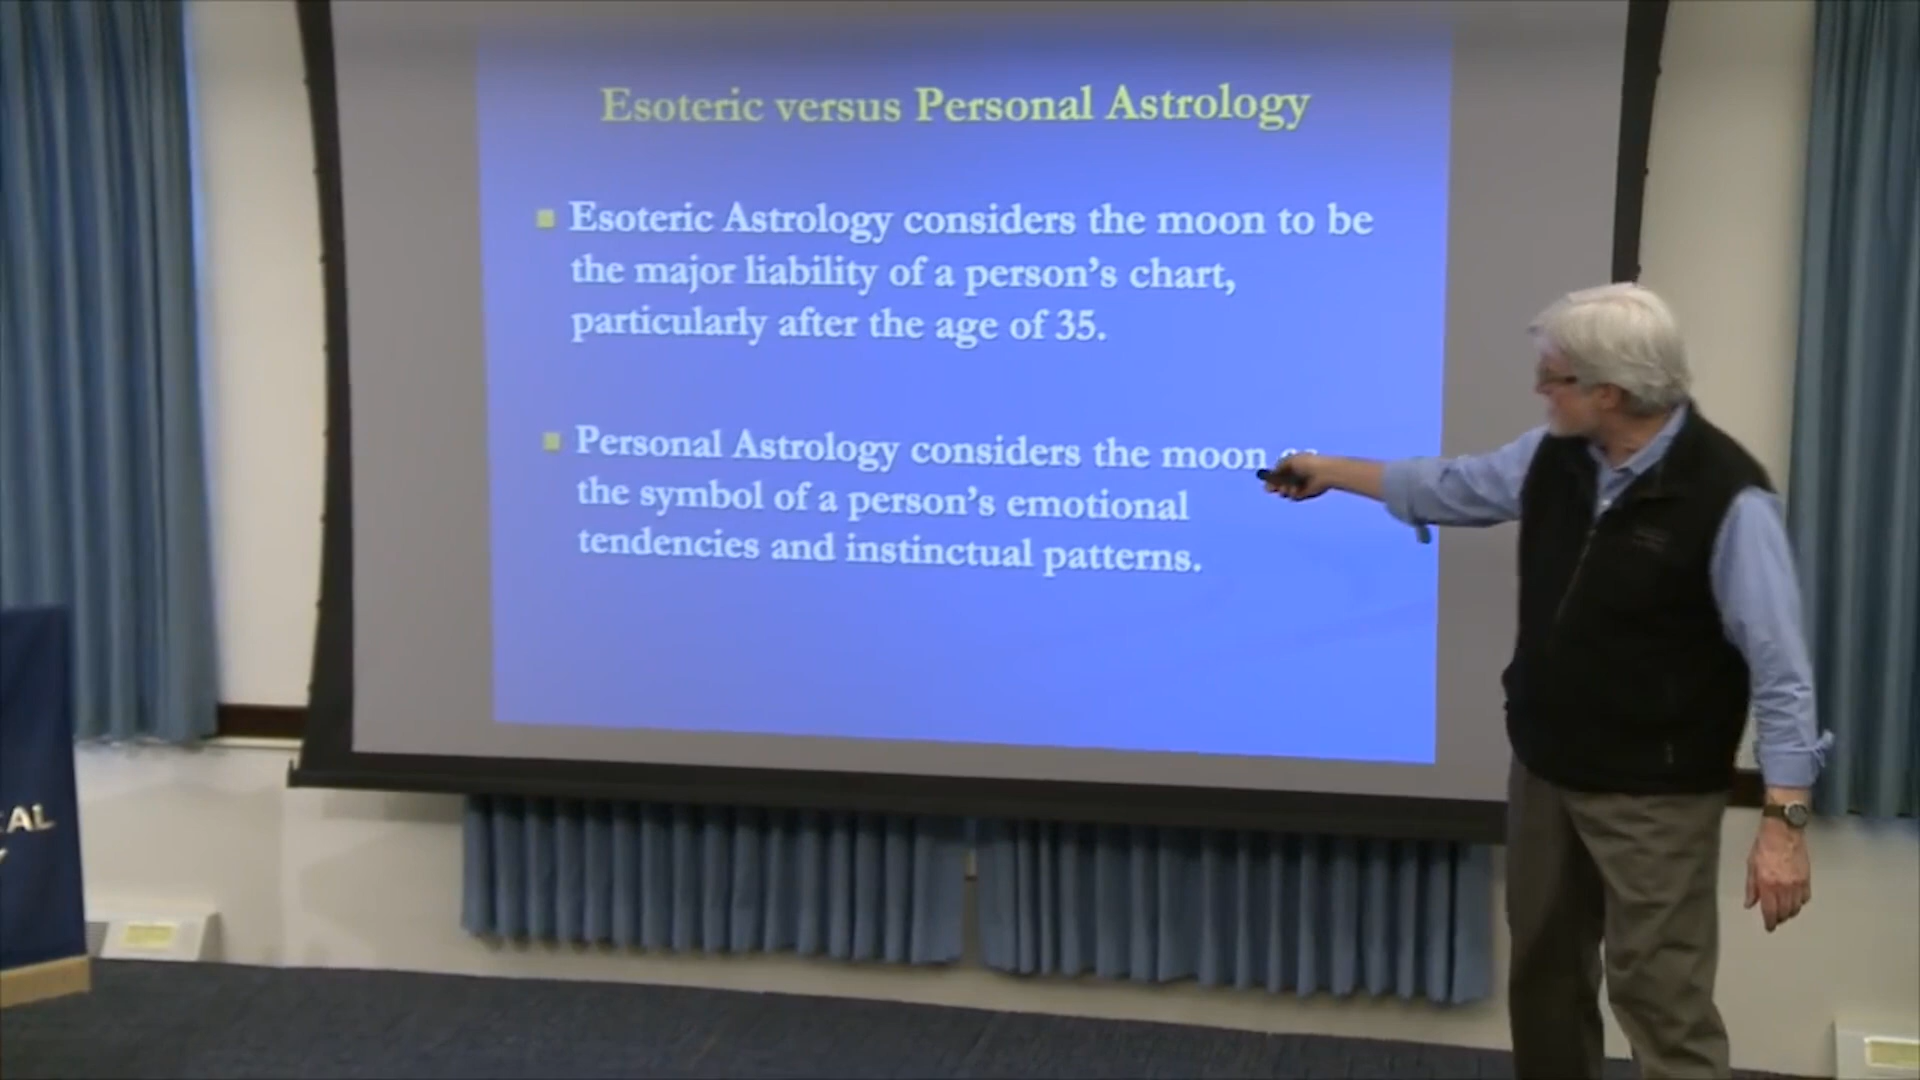 Esoteric versus Personal Astrology
Esoteric Astrology considers the moon to be
the major liability of a person's chart,
particularly after the age of 35.
Personal Astrology considers the moon as
the symbol of a person's emotional
tendencies and instinctual patterns.